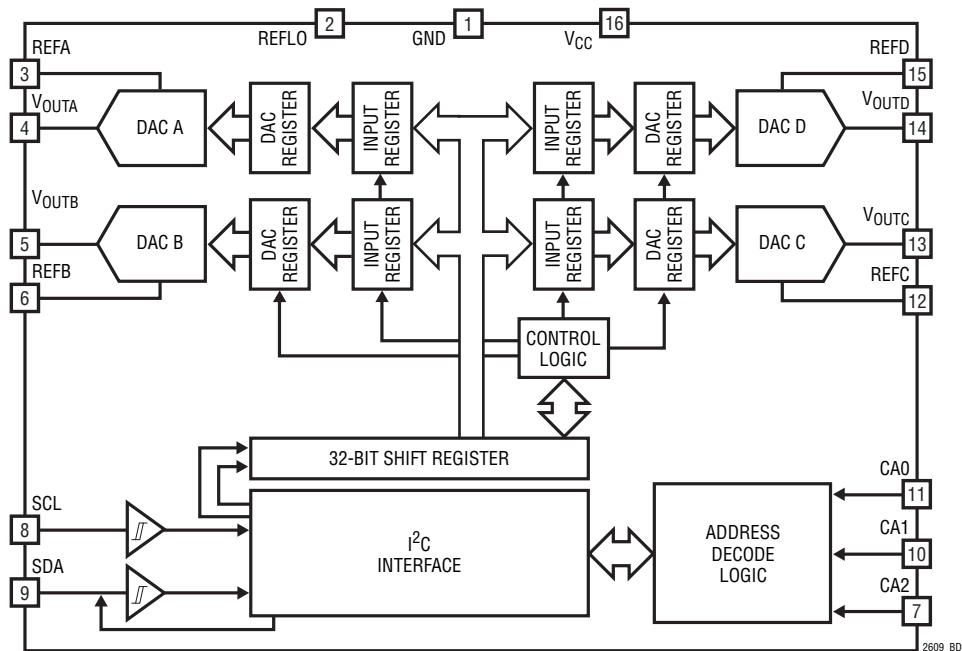 2
REFLO
1
GND
16
VCC
REFA
3
VOUTA
4
DAC A
DAC REGISTER
INPUT REGISTER
INPUT REGISTER
DAC REGISTER
DAC D
REFD
15
VOUTD
14
VOUTB
5
REFB
6
DAC B
DAC REGISTER
INPUT REGISTER
INPUT REGISTER
DAC REGISTER
DAC C
VOUTC
13
REFC
12
CONTROL
LOGIC
32-BIT SHIFT REGISTER
SCL
8
SDA
9
I2C
INTERFACE
ADDRESS
DECODE
LOGIC
CA0
11
CA1
10
CA2
7
2609 BD